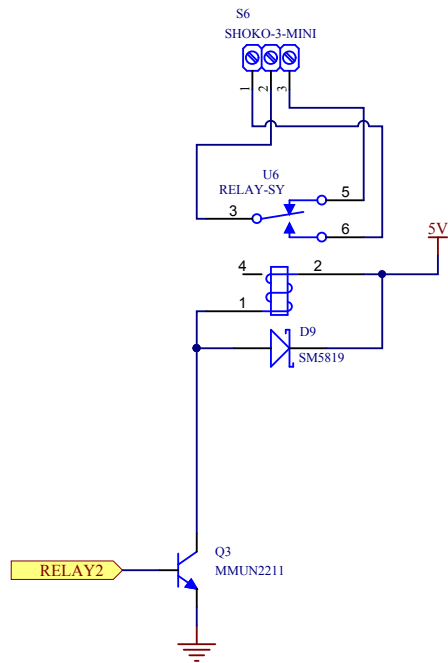 S6
SHOKO-3-MINI
1
2
3
U6
RELAY-SY
5
3
6
5V
4
2
1
D9
SM5819
Q3
MMUN2211
RELAY2